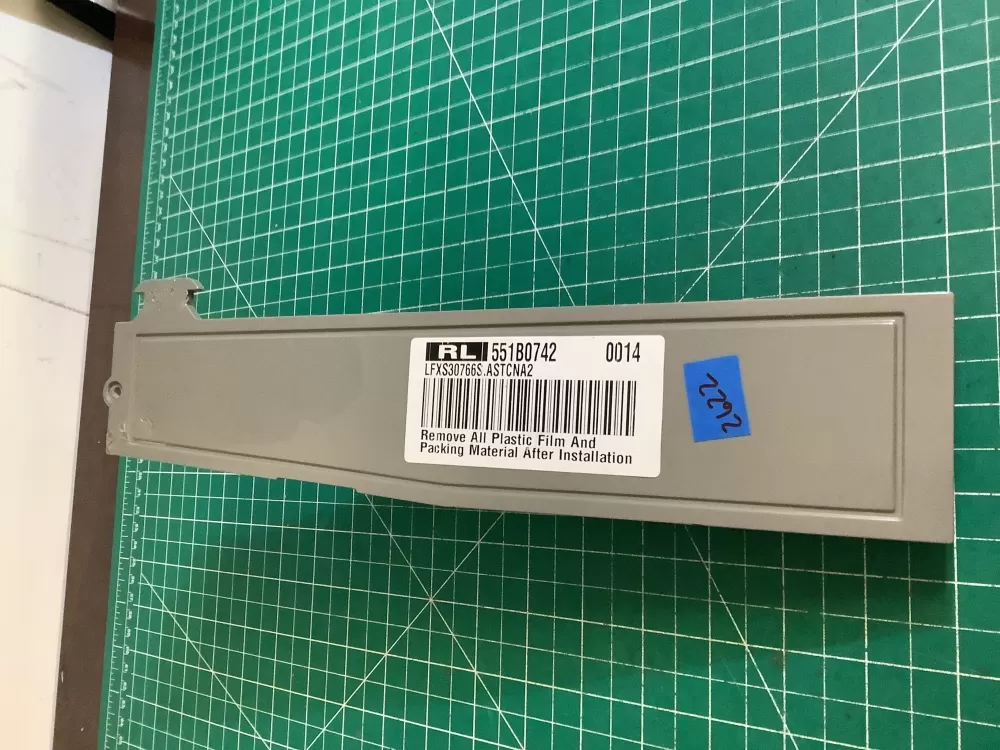 RL 551B0742 0014
LFXS30766S.ASTCNA2
Remove All Plastic Film And
Packing Material After Installation
2622